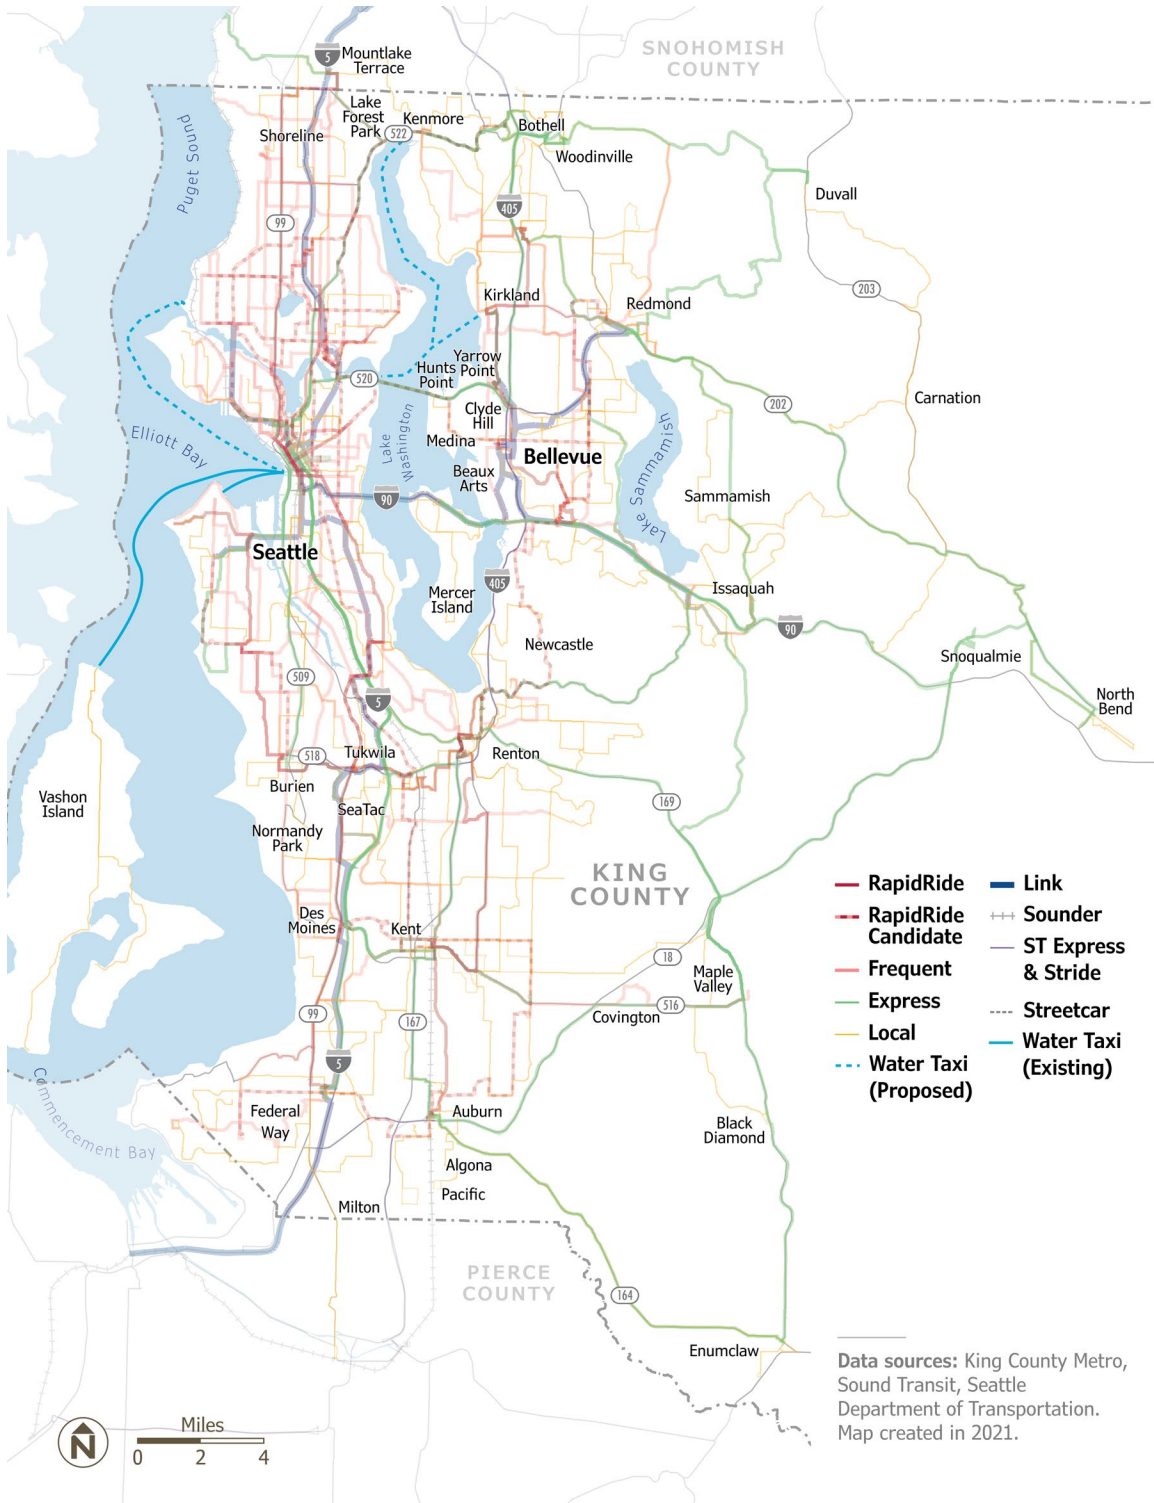 SNOHOMISH
COUNTY
5
Mountlake
Terrace
Lake
Forest
Park
Kenmore
522
Shoreline
Bothell
Woodinville
Puget Sound
Duvall
405
99
203
Kirkland
Redmond
Yarrow
Point
Hunts
Point
520
202
Carnation
Clyde
Hill
Medina
Lake
Washington
Elliott Bay
Bellevue
Beaux
Arts
Lake Sammamish
Sammamish
90
Seattle
405
Mercer
Island
Issaquah
90
Newcastle
Snoqualmie
509
5
North
Bend
518
Tukwila
Renton
Burien
SeaTac
Vashon
Island
169
Normandy
Park
KING
COUNTY
Des
Moines
Kent
18
Maple
Valley
516
Covington
99
167
5
Commencement Bay
Federal
Way
Auburn
Black
Diamond
Algona
Pacific
Milton
PIERCE
COUNTY
164
Enumclaw
RapidRide
RapidRide
Candidate
Frequent
Express
Local
Water Taxi
(Proposed)
Link
Sounder
ST Express
& Stride
Streetcar
Water Taxi
(Existing)
Data sources: King County Metro,
Sound Transit, Seattle
Department of Transportation.
Map created in 2021.
N
Miles
0 2 4